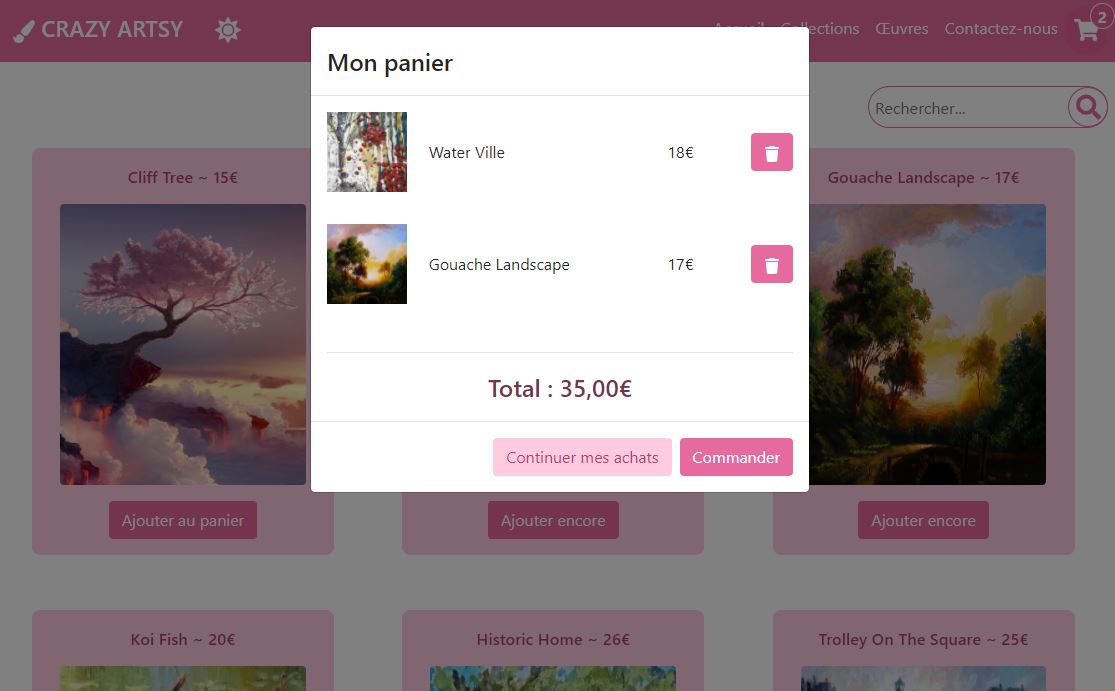 CRAZY ARTSY
Accueil Collections Œuvres Contactez-nous 2
Mon panier
Rechercher...
Water Ville 18€
Gouache Landscape 17€
Total : 35,00€
Continuer mes achats Commander
Cliff Tree ~ 15€
Gouache Landscape ~ 17€
Ajouter au panier Ajouter encore Ajouter encore
Koi Fish ~ 20€ Historic Home ~ 26€ Trolley On The Square ~ 25€